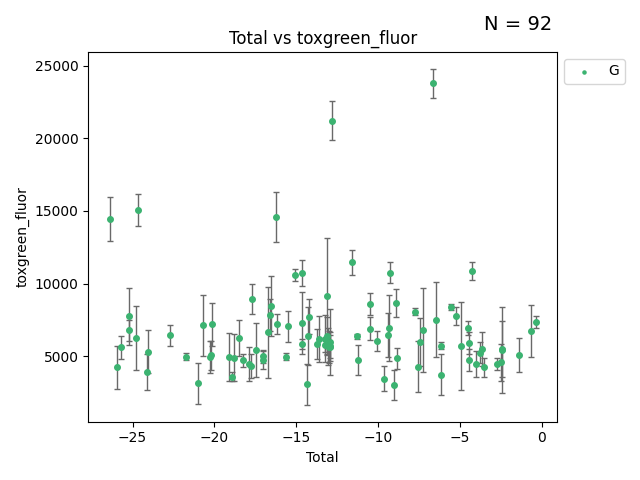 N = 92
Total vs toxgreen_fluor
25000
20000
15000
10000
5000
toxgreen_fluor
−25
−20
−15
−10
−5
0
Total
G